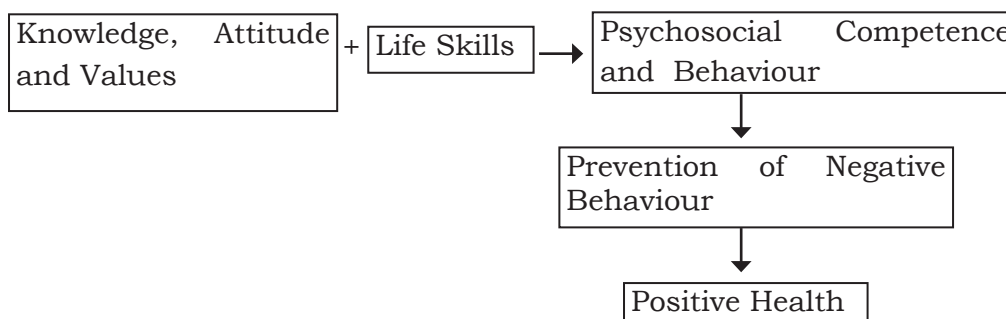 Knowledge, Attitude
and Values
+
Life Skills
Psychosocial Competence
and Behaviour
Prevention of Negative
Behaviour
Positive Health